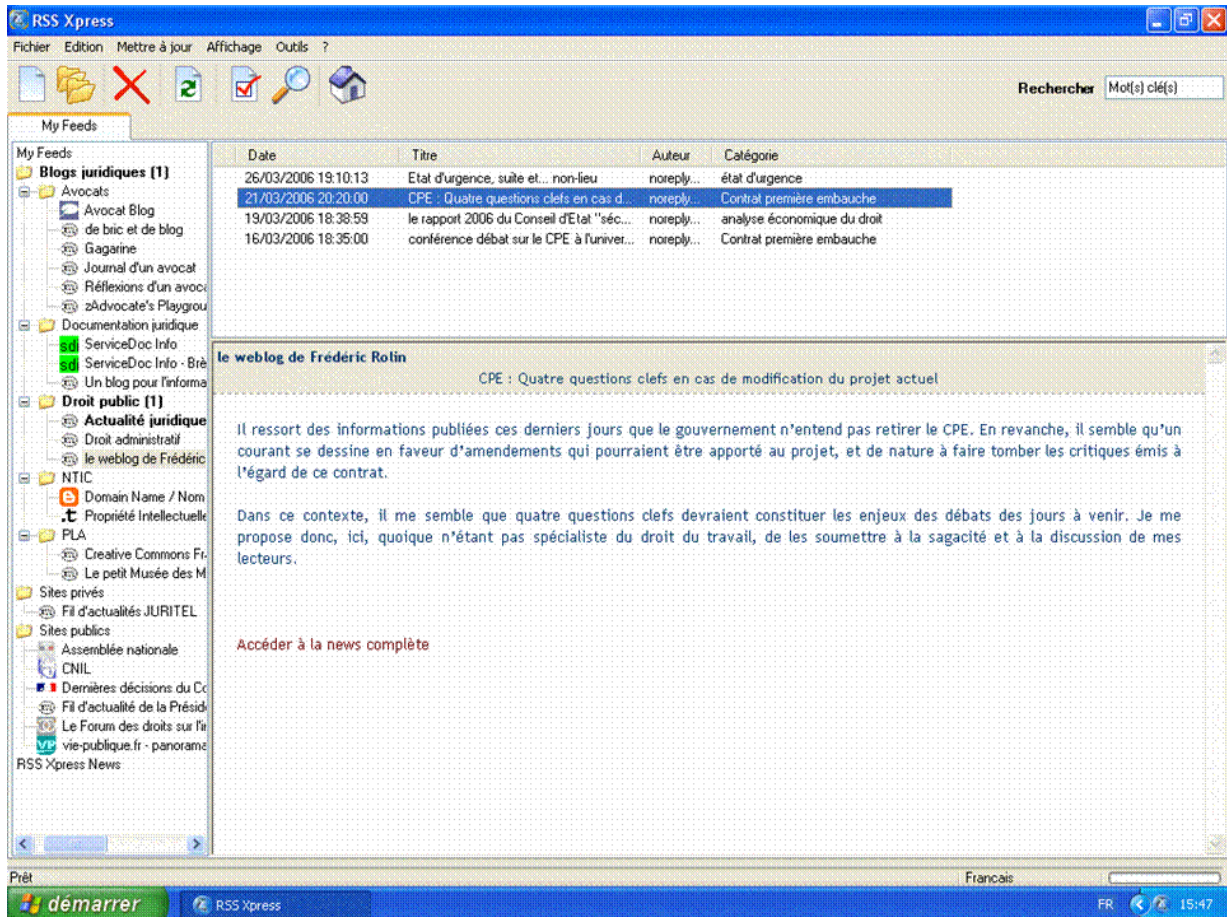 RSS Xpress
Fichier Edition Mettre à jour Affichage Outils ?
Rechercher Mot(s) clé(s)
My Feeds
My Feeds
Blogs juridiques (1)
Avocats
Avocat Blog
de bric et de blog
Gagarine
Journal d'un avocat
Réflexions d'un avoca
zAdvocate's Playgrou
Documentation juridique
sdi ServiceDoc Info
sdi ServiceDoc Info - Brè
Un blog pour l'informa
Droit public (1)
Actualité juridique
Droit administratif
le weblog de Frédéric
NTIC
Domain Name / Nom
.t Propriété Intellectuelle
PLA
Creative Commons Fr
Le petit Musée des M
Sites privés
Fil d'actualités JURITEL
Sites publics
Assemblée nationale
CNIL
Dernières décisions du Co
Fil d'actualité de la Présid
Le Forum des droits sur l'in
VP vie-publique.fr - panorama
RSS Xpress News
Date Titre Auteur Catégorie
26/03/2006 19:10:13 Etat d'urgence, suite et... non-lieu noreply... état d'urgence
21/03/2006 20:20:00 CPE : Quatre questions clefs en cas d... noreply... Contrat première embauche
19/03/2006 18:38:59 le rapport 2006 du Conseil d'Etat "séc... noreply... analyse économique du droit
16/03/2006 18:35:00 conférence débat sur le CPE à l'univer... noreply... Contrat première embauche
le weblog de Frédéric Rolin
CPE : Quatre questions clefs en cas de modification du projet actuel
Il ressort des informations publiées ces derniers jours que le gouvernement n'entend pas retirer le CPE. En revanche, il semble qu'un
courant se dessine en faveur d'amendements qui pourraient être apporté au projet, et de nature à faire tomber les critiques émis à
l'égard de ce contrat.
Dans ce contexte, il me semble que quatre questions clefs devraient constituer les enjeux des débats des jours à venir. Je me
propose donc, ici, quoique n'étant pas spécialiste du droit du travail, de les soumettre à la sagacité et à la discussion de mes
lecteurs.
Accéder à la news complète
Prêt Francais
démarrer RSS Xpress FR 15:47